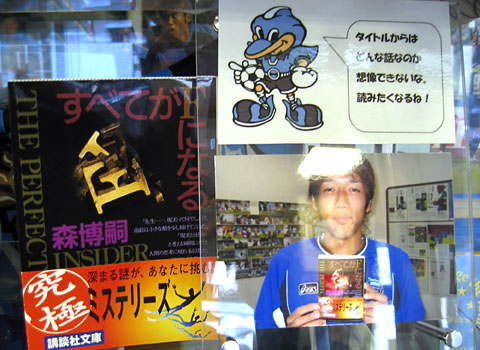 タイトルからは
どんな話なのか
想像できないな。
読みたくなるね！
すべてが
Fになる
THE PERFECT
INSIDER
森博嗣
深まる謎が、あなたに挑む
究極
ミステリーズ
講談社文庫
asics